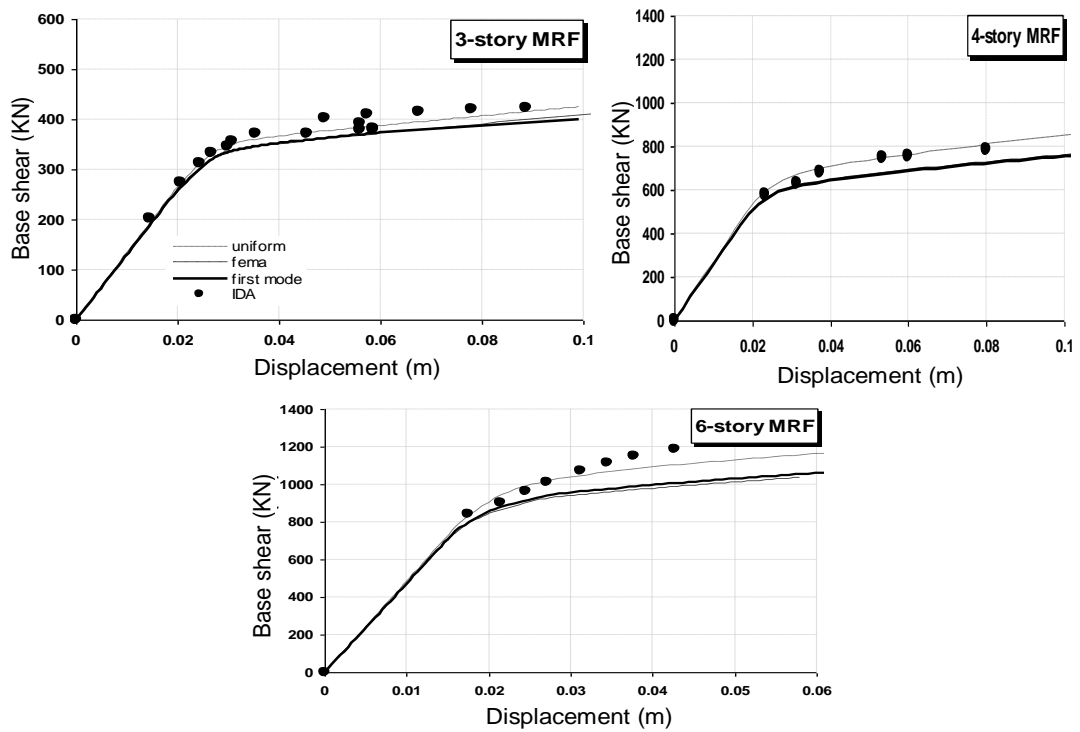 3-story MRF
600
500
400
300
200
100
0
Base shear (KN)
uniform
fema
first mode
IDA
0 0.02 0.04 0.06 0.08 0.1
Displacement (m)
4-story MRF
1400
1200
1000
800
600
400
200
0
Base shear (KN)
0 0.02 0.04 0.06 0.08 0.1
Displacement (m)
6-story MRF
1400
1200
1000
800
600
400
200
0
Base shear (KN)
0 0.01 0.02 0.03 0.04 0.05 0.06
Displacement (m)